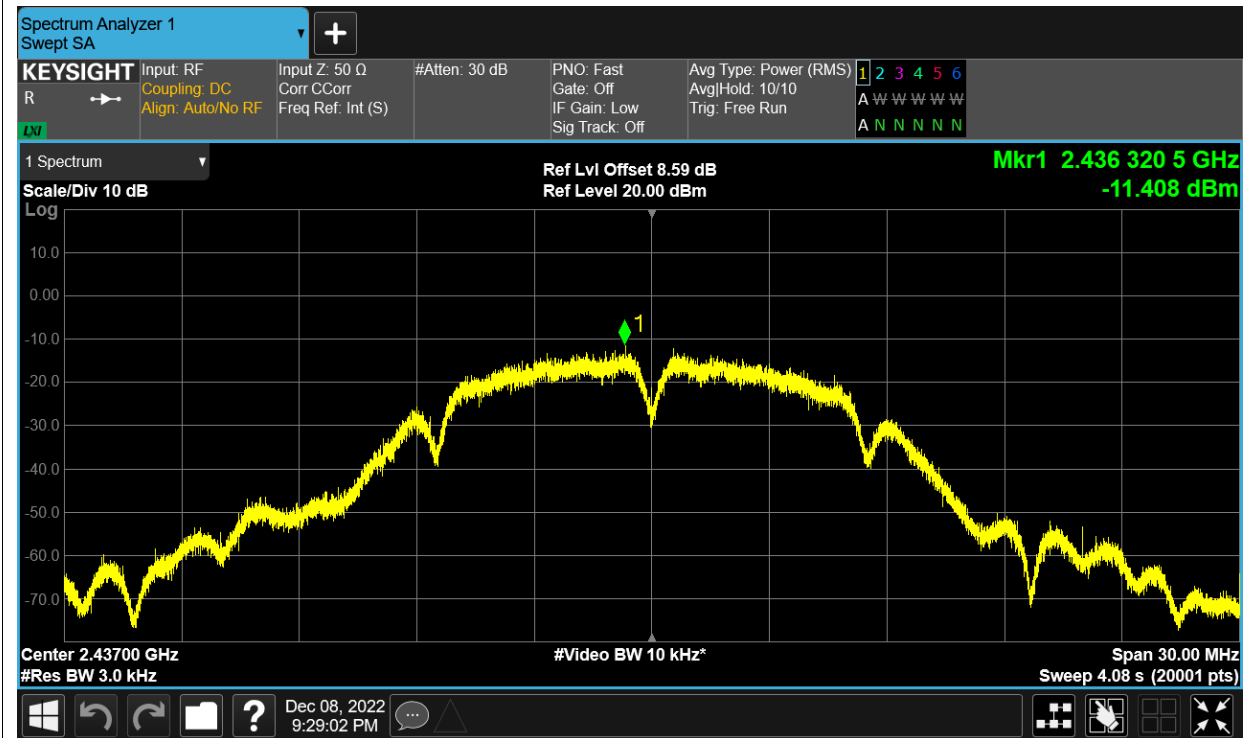 Spectrum Analyzer 1
Swept SA
KEYSIGHT
R
LXI
Input: RF
Coupling: DC
Align: Auto/No RF
Input Z: 50 Ω
Corr CCorr
Freq Ref: Int (S)
#Atten: 30 dB
PNO: Fast
Gate: Off
IF Gain: Low
Sig Track: Off
Avg Type: Power (RMS)
Avg|Hold: 10/10
Trig: Free Run
1 2 3 4 5 6
A W W W W W
A N N N N N
1 Spectrum
Scale/Div 10 dB
Ref Lvl Offset 8.59 dB
Ref Level 20.00 dBm
Mkr1 2.436 320 5 GHz
-11.408 dBm
Log
10.0
0.00
-10.0
-20.0
-30.0
-40.0
-50.0
-60.0
-70.0
1
Center 2.43700 GHz
#Video BW 10 kHz*
Span 30.00 MHz
#Res BW 3.0 kHz
Sweep 4.08 s (20001 pts)
?
Dec 08, 2022
9:29:02 PM